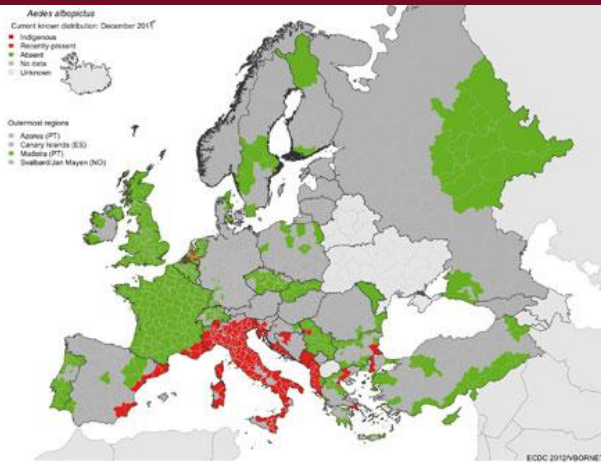 Aedes albopictus
Current known distribution: December 2011
Indigenous
Recently present
Absent
No data
Unknown
Outermost regions
Azores (PT)
Canary Islands (ES)
Madeira (PT)
Svalbard/Jan Mayen (NO)
ECDC 2012/VBORNET